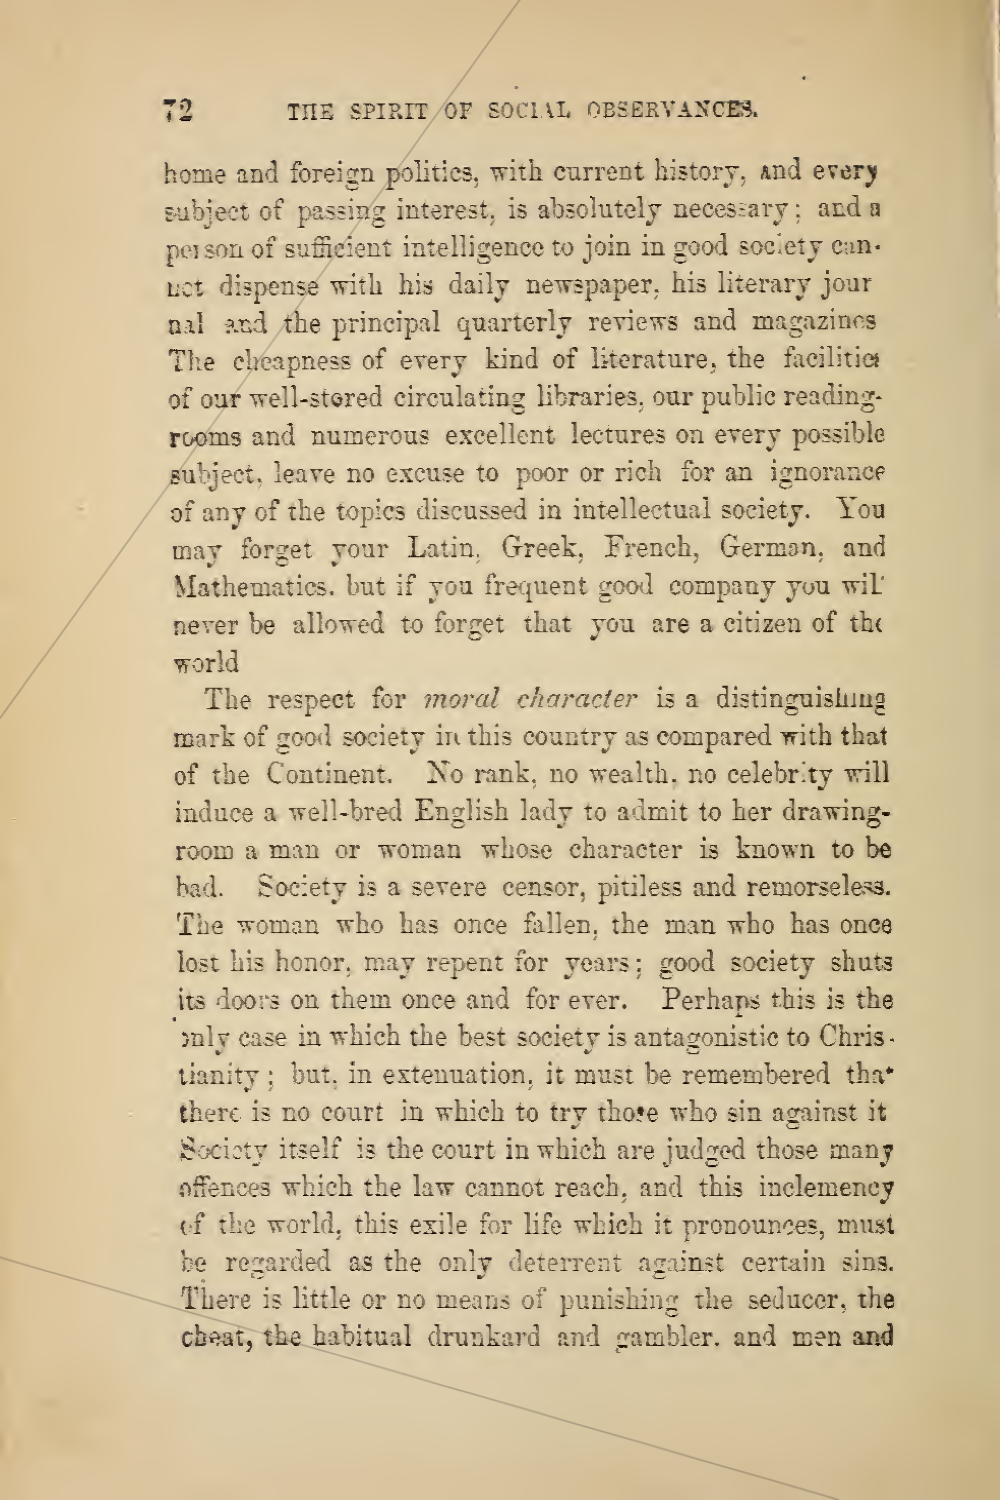 72 THE SPIRIT OF SOCIAL OBSERVANCES.
home and foreign politics, with current history, and every
subject of passing interest, is absolutely necessary; and a
person of sufficient intelligence to join in good society can-
not dispense with his daily newspaper, his literary jour
nal and the principal quarterly reviews and magazines
The cheapness of every kind of literature, the facilities
of our well-stored circulating libraries, our public reading-
rooms and numerous excellent lectures on every possible
subject, leave no excuse to poor or rich for an ignorance
of any of the topics discussed in intellectual society. You
may forget your Latin, Greek, French, German, and
Mathematics, but if you frequent good company you will
never be allowed to forget that you are a citizen of the
world
The respect for moral character is a distinguishing
mark of good society in this country as compared with that
of the Continent. No rank, no wealth, no celebrity will
induce a well-bred English lady to admit to her drawing-
room a man or woman whose character is known to be
bad. Society is a severe censor, pitiless and remorseless.
The woman who has once fallen, the man who has once
lost his honor, may repent for years; good society shuts
its doors on them once and for ever. Perhaps this is the
only case in which the best society is antagonistic to Chris-
tianity; but, in extenuation, it must be remembered that
there is no court in which to try those who sin against it
Society itself is the court in which are judged those many
offences which the law cannot reach, and this inclemency
of the world, this exile for life which it pronounces, must
be regarded as the only deterrent against certain sins.
There is little or no means of punishing the seducer, the
cheat, the habitual drunkard and gambler, and men and